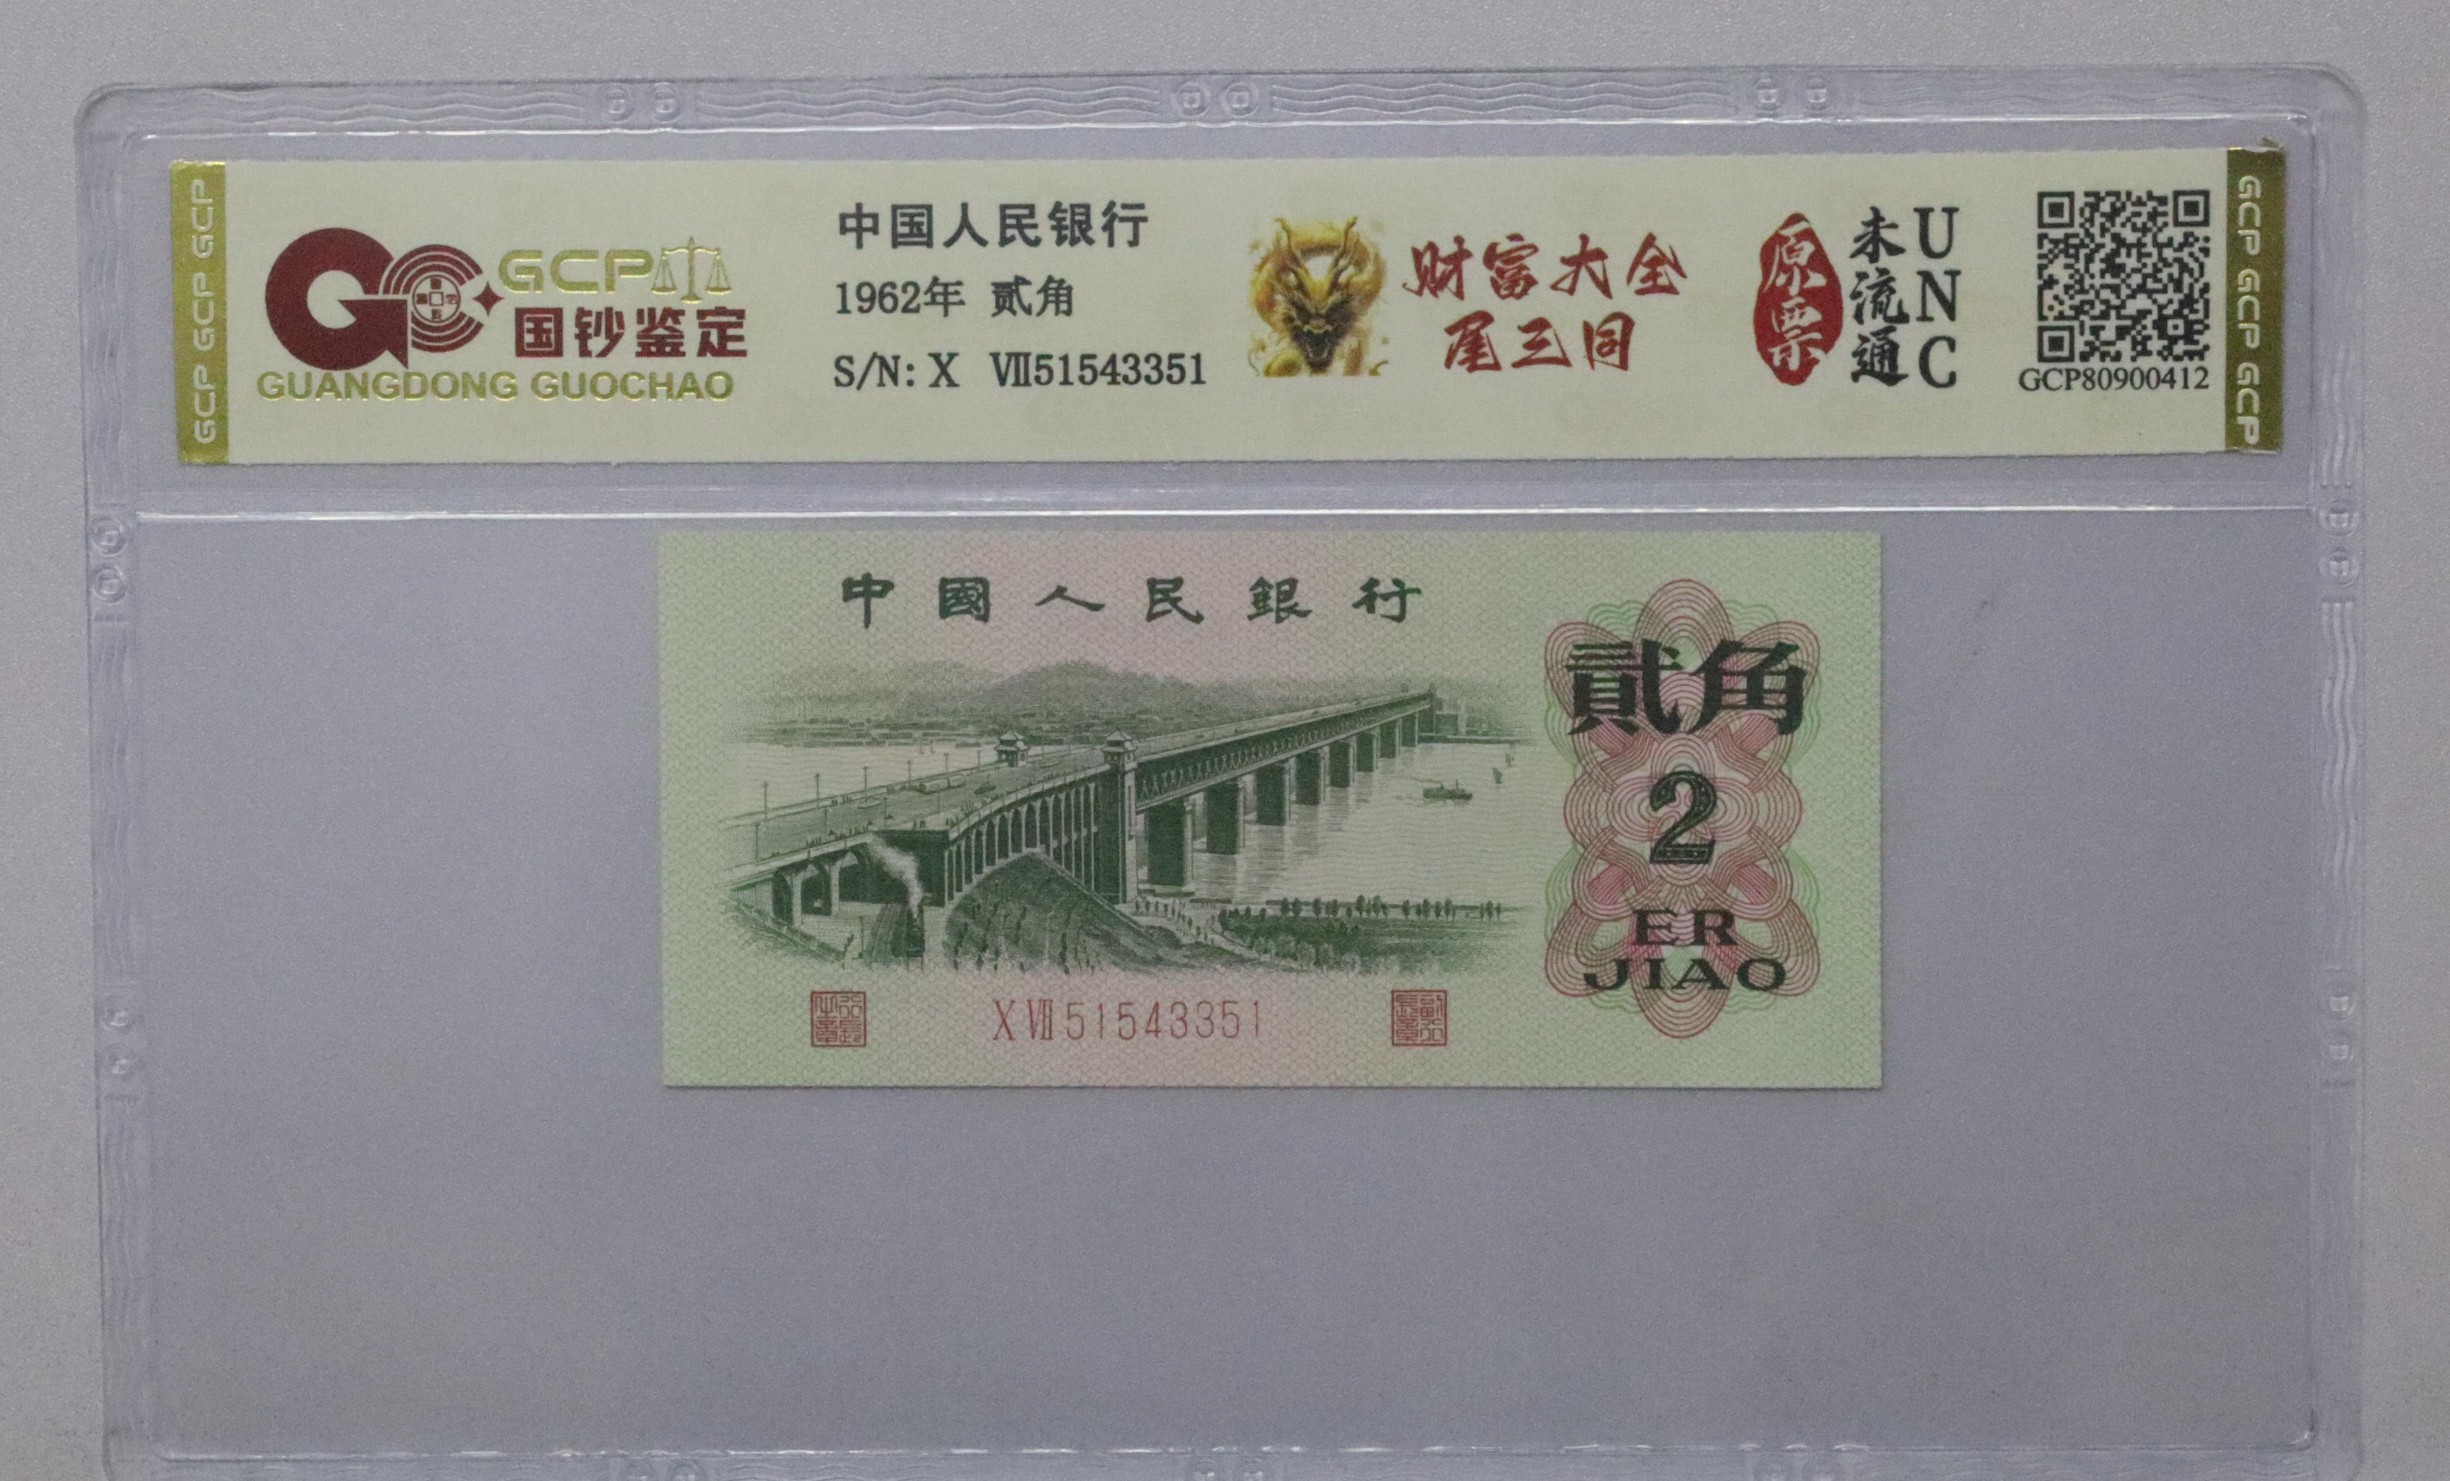 GCP GCP GCP
GCP
国钞鉴定
GUANGDONG GUOCHAO
中国人民银行
1962年 贰角
S/N: X Ⅶ51543351
财富大全
尾三同
原票
未流通
UNC
GCP80900412
GCP GCP GCP
中國人民銀行
貳角
2
ER
JIAO
X Ⅶ 51543351